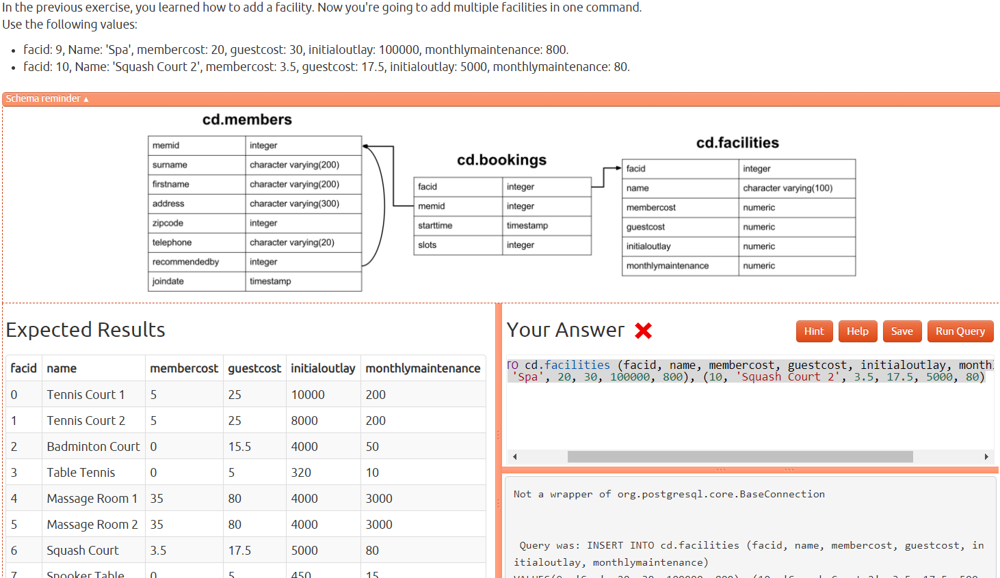 In the previous exercise, you learned how to add a facility. Now you're going to add multiple facilities in one command.
Use the following values:
• facid: 9, Name: 'Spa', membercost: 20, guestcost: 30, initialoutlay: 100000, monthlymaintenance: 800.
• facid: 10, Name: 'Squash Court 2', membercost: 3.5, guestcost: 17.5, initialoutlay: 5000, monthlymaintenance: 80.
Schema reminder ▴
cd.members
memid integer
surname character varying(200)
firstname character varying(200)
address character varying(300)
zipcode integer
telephone character varying(20)
recommendedby integer
joindate timestamp
cd.bookings
facid integer
memid integer
starttime timestamp
slots integer
cd.facilities
facid integer
name character varying(100)
membercost numeric
guestcost numeric
initialoutlay numeric
monthlymaintenance numeric
Expected Results
facid name membercost guestcost initialoutlay monthlymaintenance
0 Tennis Court 1 5 25 10000 200
1 Tennis Court 2 5 25 8000 200
2 Badminton Court 0 15.5 4000 50
3 Table Tennis 0 5 320 10
4 Massage Room 1 35 80 4000 3000
5 Massage Room 2 35 80 4000 3000
6 Squash Court 3.5 17.5 5000 80
7 Snooker Table 0 5 450 15
Your Answer
Hint Help Save Run Query
TO cd.facilities (facid, name, membercost, guestcost, initialoutlay, month
'Spa', 20, 30, 100000, 800), (10, 'Squash Court 2', 3.5, 17.5, 5000, 80)
Not a wrapper of org.postgresql.core.BaseConnection
Query was: INSERT INTO cd.facilities (facid, name, membercost, guestcost, in
itialoutlay, monthlymaintenance)